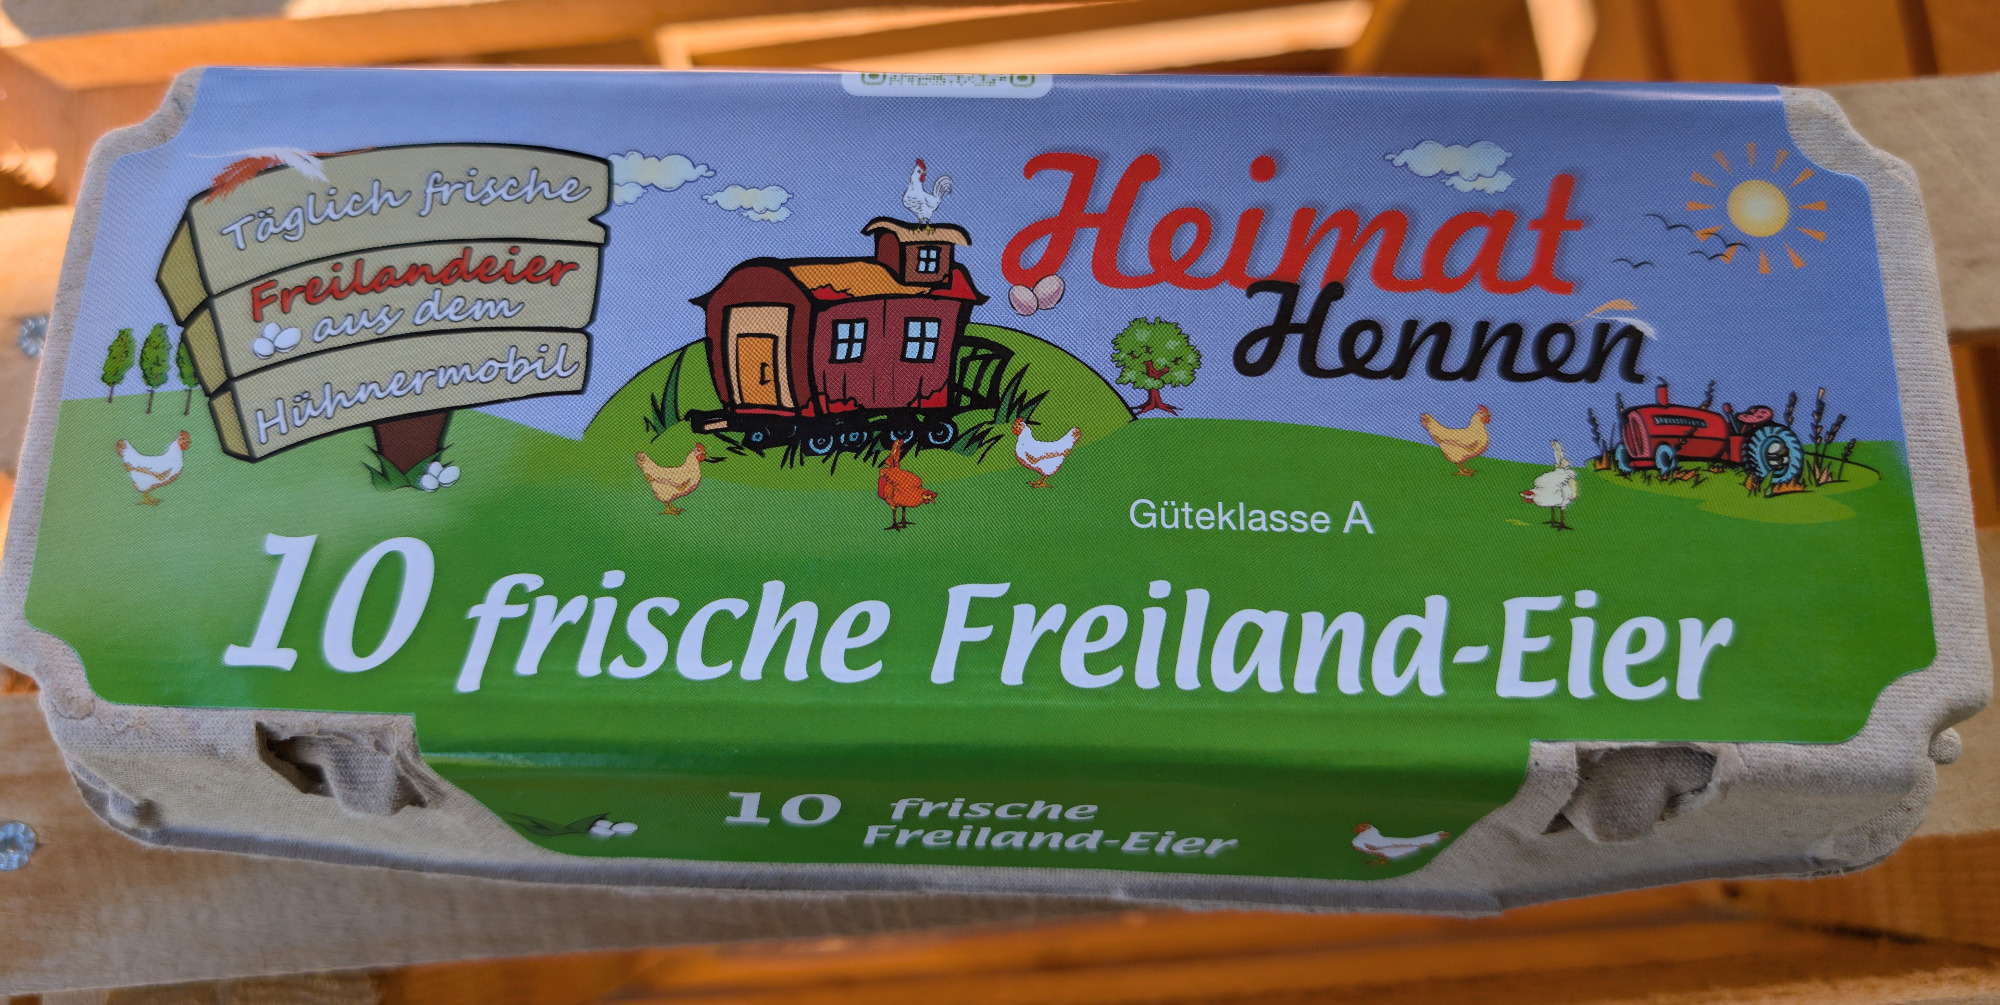 Täglich frische
Freilandeier
aus dem
Hühnermobil
Heimat
Hennen
Güteklasse A
10 frische Freiland-Eier
10 frische
Freiland-Eier